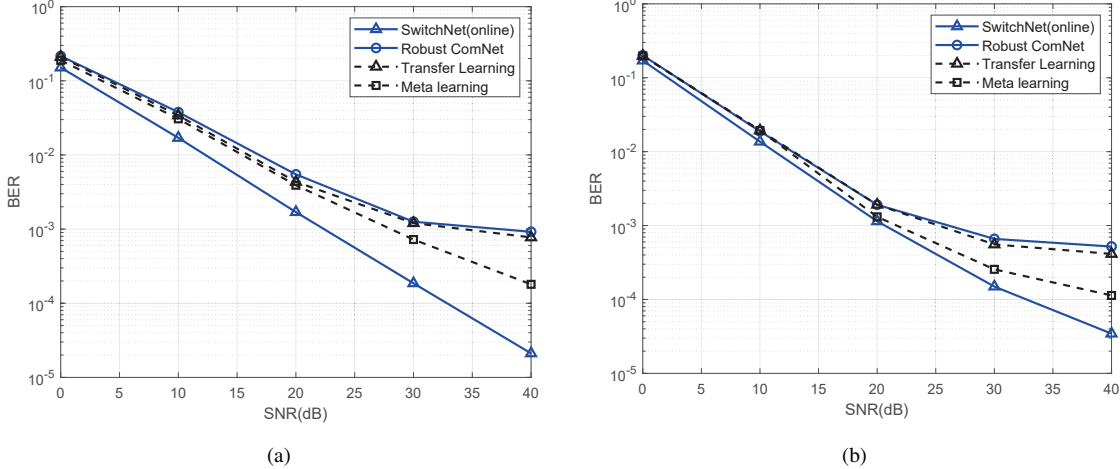 10^0
10^-1
10^-2
10^-3
10^-4
10^-5
BER
0 5 10 15 20 25 30 35 40
SNR(dB)
SwitchNet(online)
Robust ComNet
Transfer Learning
Meta learning
(a)
10^0
10^-1
10^-2
10^-3
10^-4
10^-5
BER
0 5 10 15 20 25 30 35 40
SNR(dB)
SwitchNet(online)
Robust ComNet
Transfer Learning
Meta learning
(b)